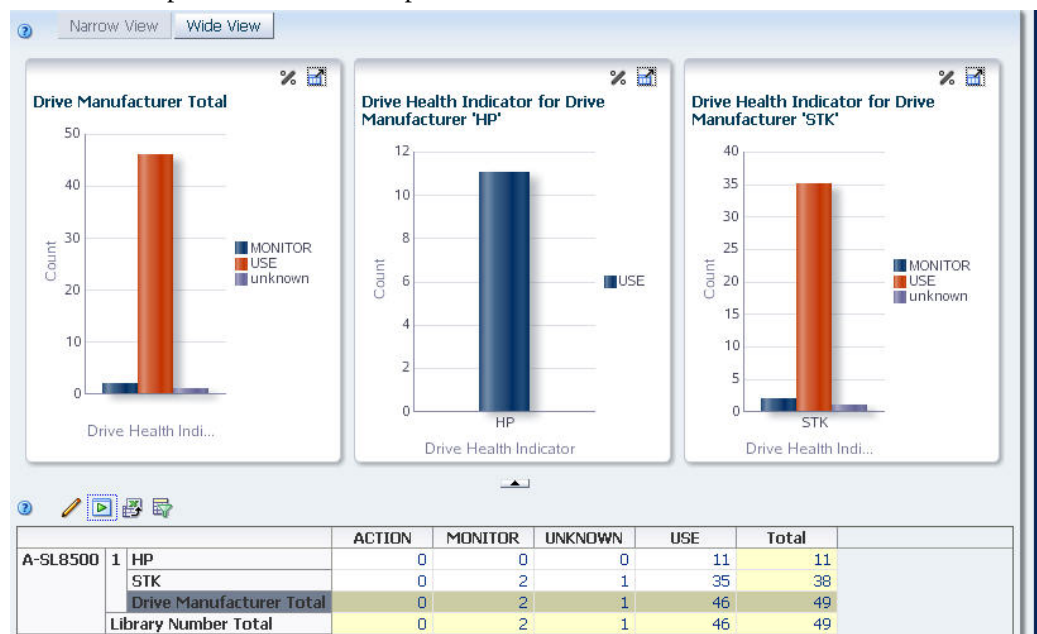 Narrow View Wide View
Drive Manufacturer Total
50
40
30
20
10
0
Count
MONITOR
USE
unknown
Drive Health Indi...
Drive Health Indicator for Drive
Manufacturer 'HP'
12
10
8
6
4
2
0
Count
USE
HP
Drive Health Indicator
Drive Health Indicator for Drive
Manufacturer 'STK'
40
35
30
25
20
15
10
5
0
Count
MONITOR
USE
unknown
STK
Drive Health Indi...
ACTION MONITOR UNKNOWN USE Total
A-SL8500 1 HP 0 0 0 11 11
STK 0 2 1 35 38
Drive Manufacturer Total 0 2 1 46 49
Library Number Total 0 2 1 46 49